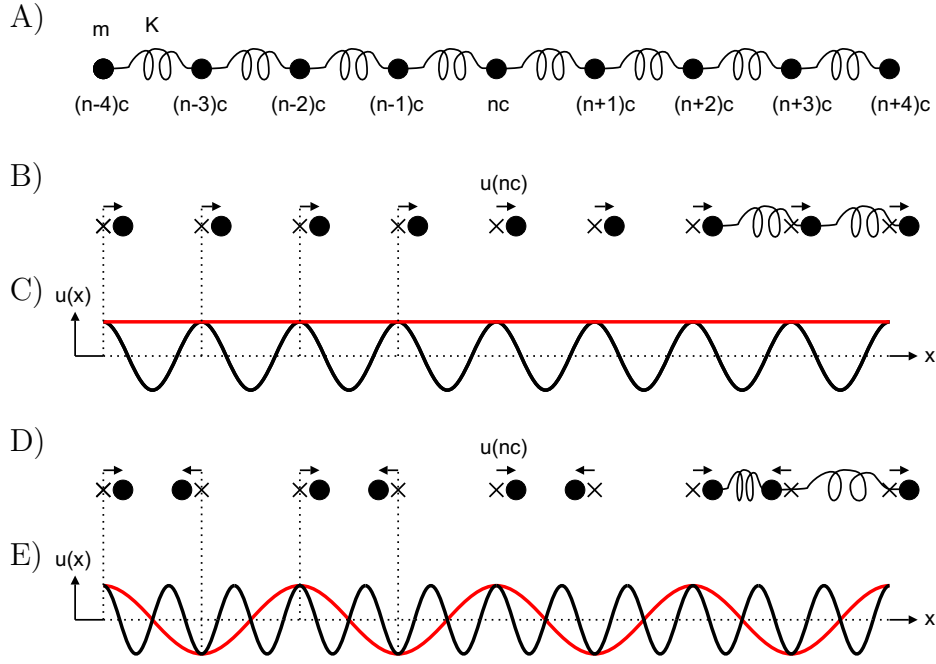 A)
m K
(n-4)c (n-3)c (n-2)c (n-1)c nc (n+1)c (n+2)c (n+3)c (n+4)c
B)
u(nc)
C)
u(x)
x
D)
u(nc)
E)
u(x)
x